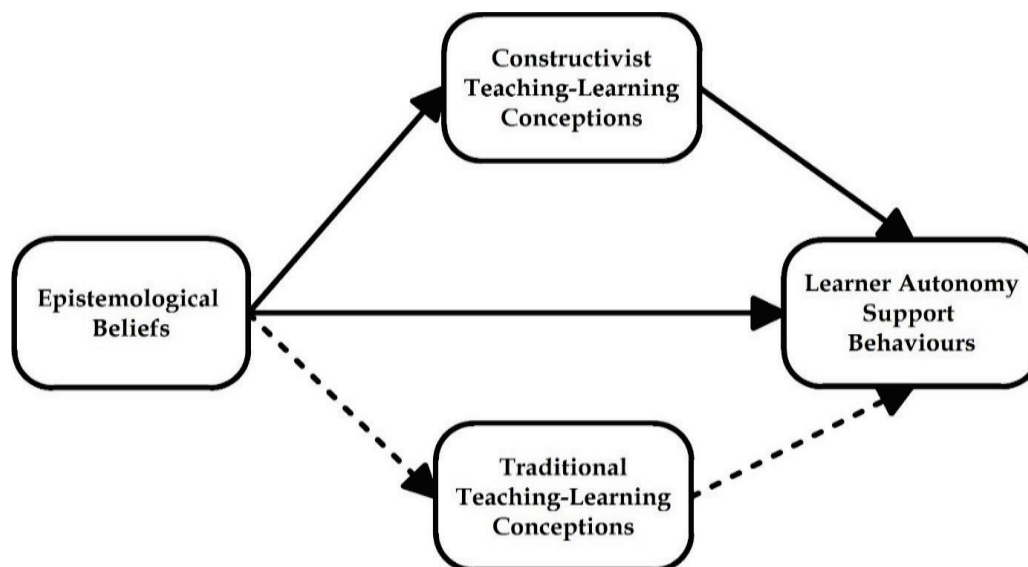 Constructivist
Teaching-Learning
Conceptions
Epistemological
Beliefs
Learner Autonomy
Support
Behaviours
Traditional
Teaching-Learning
Conceptions